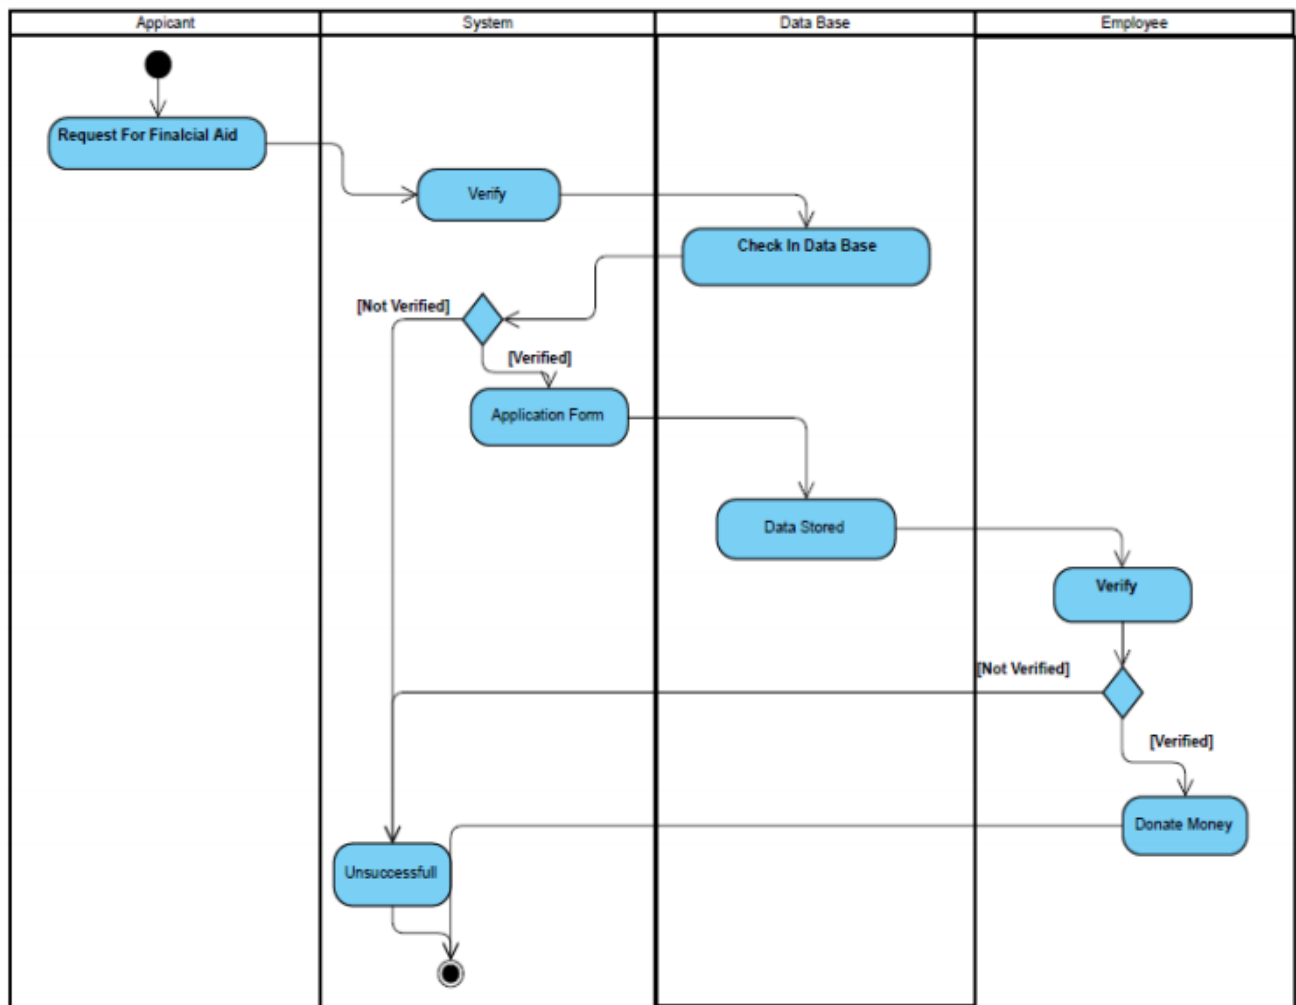 Appicant
System
Data Base
Employee
Request For Finalcial Aid
Verify
Check In Data Base
[Not Verified]
[Verified]
Application Form
Data Stored
Verify
[Not Verified]
[Verified]
Donate Money
Unsuccessfull